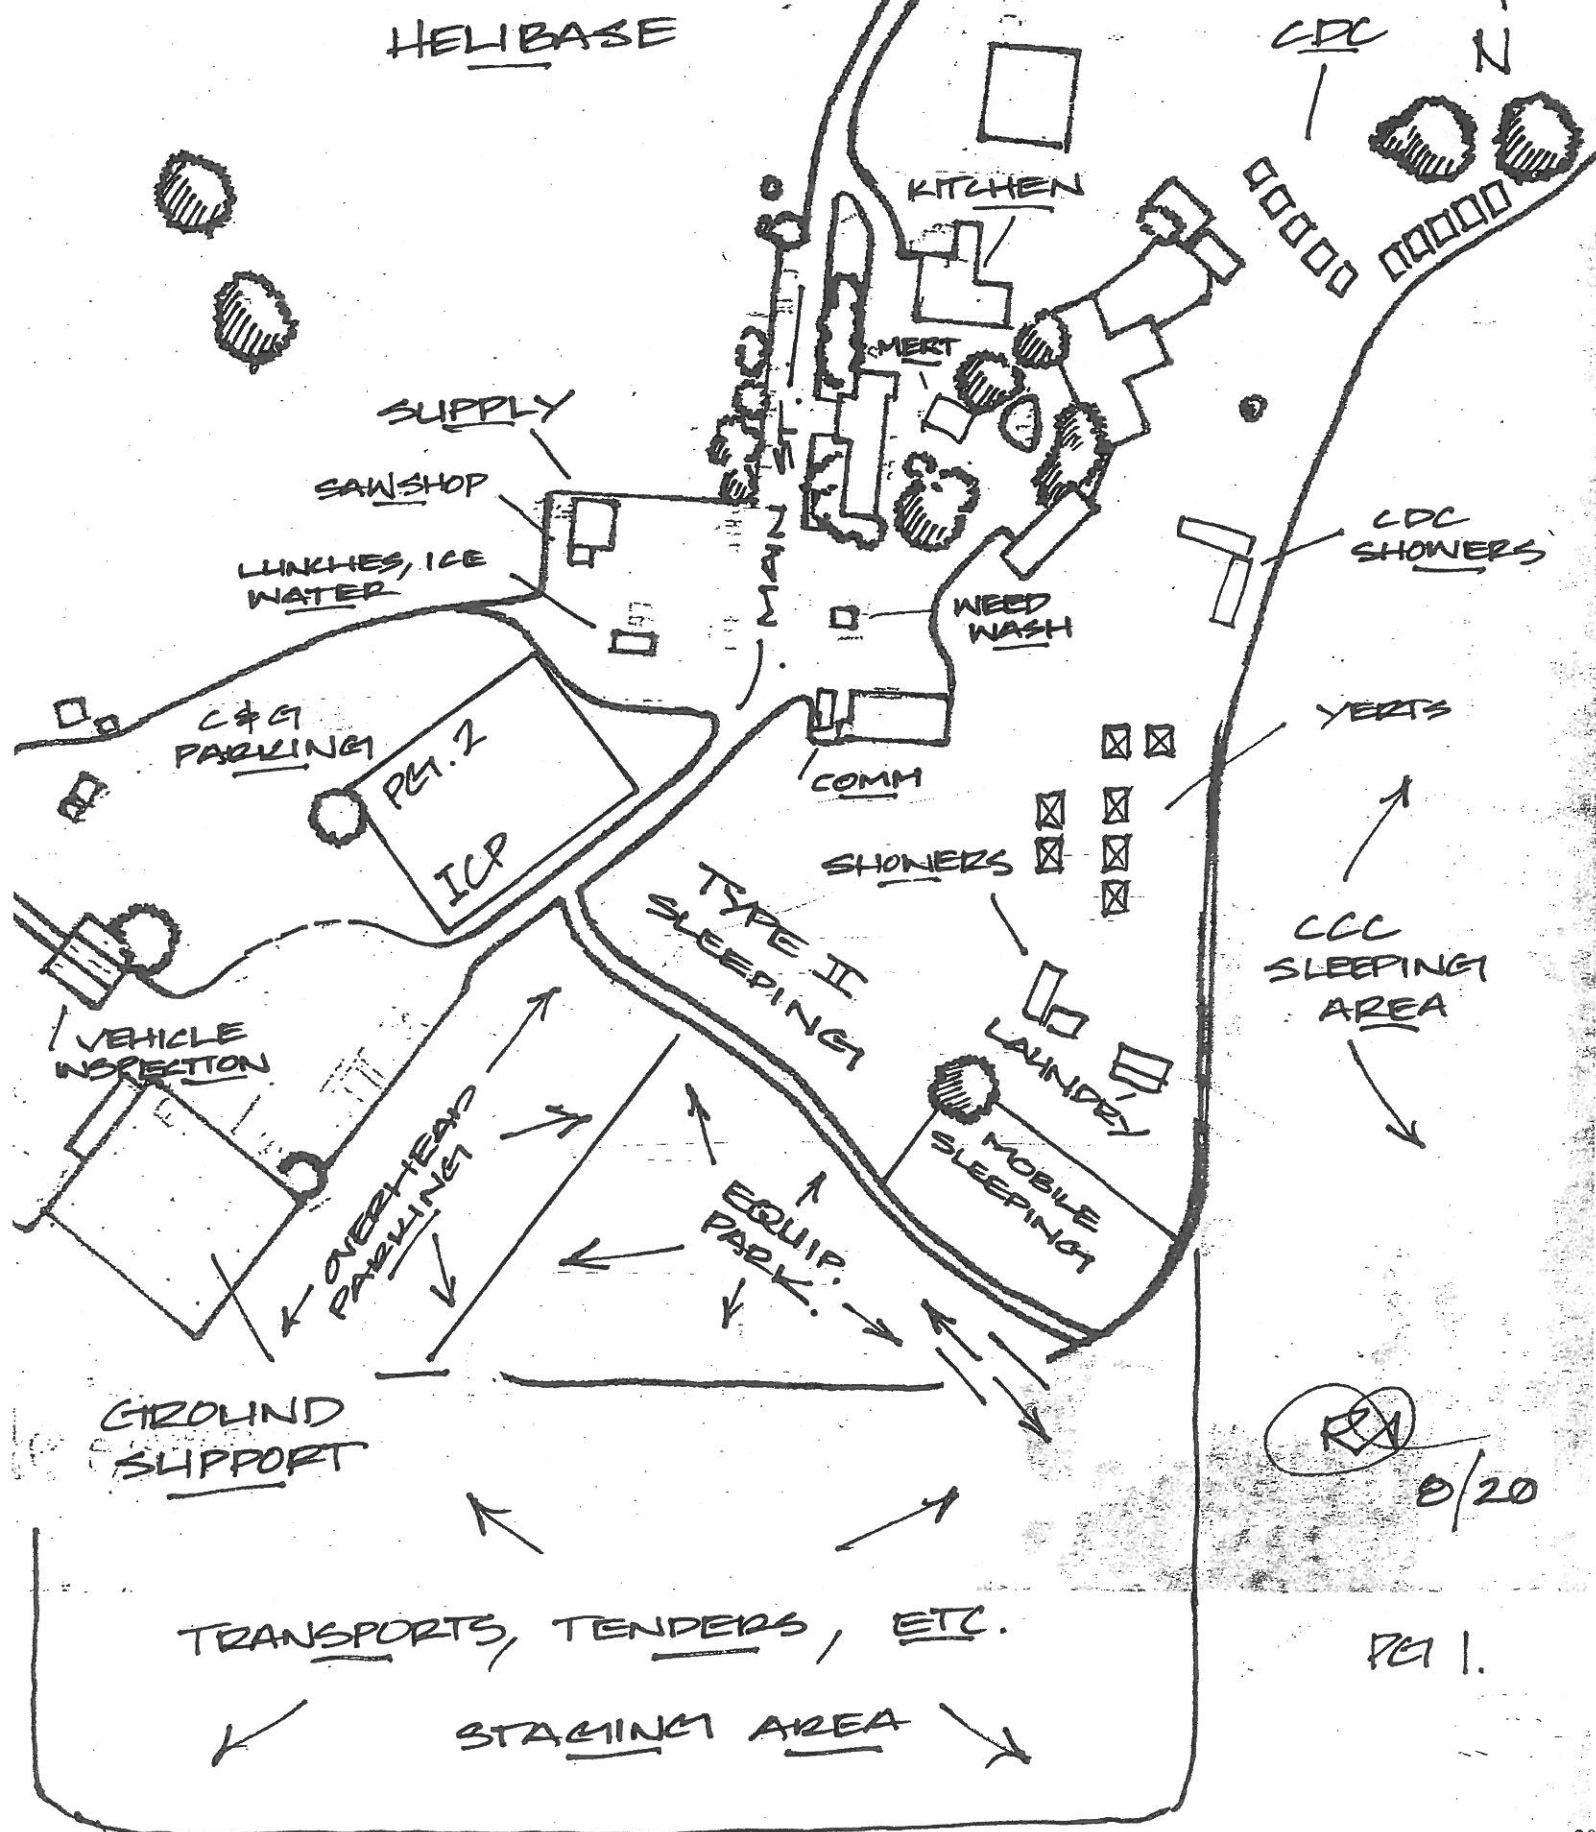 HELIBASE
CDC
N
KITCHEN
MERT
SUPPLY
SAWSHOP
LUNCHES, ICE
WATER
MAIN
WEED
WASH
CDC
SHOWERS
C&G
PARKING
PG. 2
ICP
COMM
YERTS
SHOWERS
TYPE II
SLEEPING
CCC
SLEEPING
AREA
VEHICLE
INSPECTION
LAUNDRY
MOBILE
SLEEPING
OVERHEAD
PARKING
EQUIP.
PARK.
GROUND
SUPPORT
8/20
TRANSPORTS, TENDERS, ETC.
STAGING AREA
PG 1.